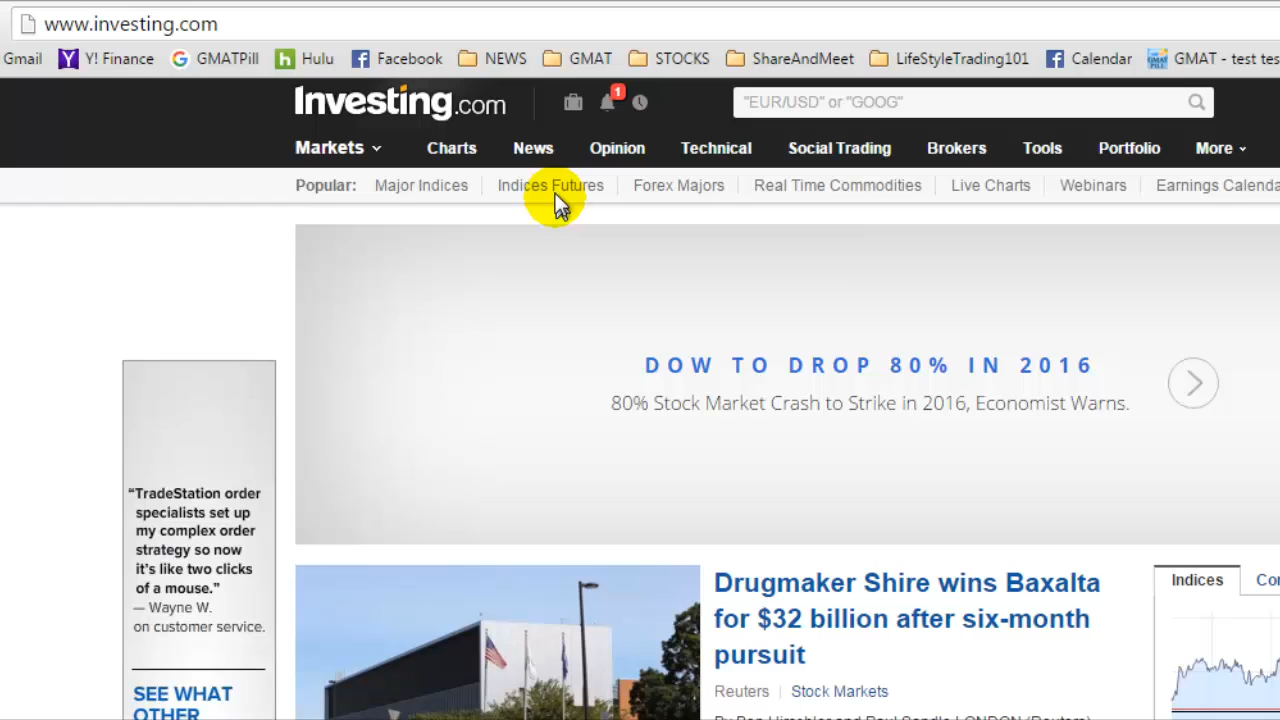 www.investing.com
Gmail Y! Finance GMATPill Hulu Facebook NEWS GMAT STOCKS ShareAndMeet LifeStyleTrading101 Calendar GMAT - test tes
Investing.com 1 "EUR/USD" or "GOOG"
Markets Charts News Opinion Technical Social Trading Brokers Tools Portfolio More
Popular: Major Indices Indices Futures Forex Majors Real Time Commodities Live Charts Webinars Earnings Calenda
DOW TO DROP 80% IN 2016
80% Stock Market Crash to Strike in 2016, Economist Warns.
“TradeStation order
specialists set up
my complex order
strategy so now
it’s like two clicks
of a mouse.”
— Wayne W.
on customer service.
SEE WHAT
OTHER
Drugmaker Shire wins Baxalta
for $32 billion after six-month
pursuit
Reuters Stock Markets
Indices Co